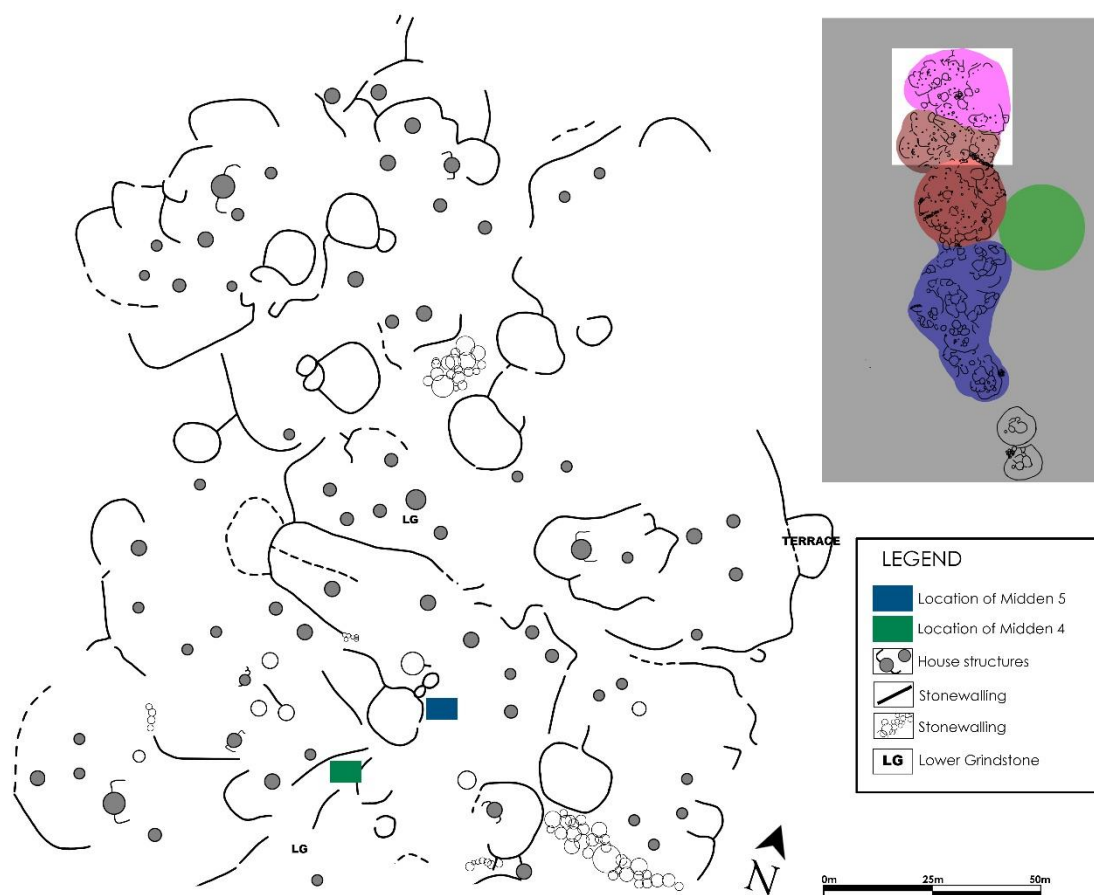 LG
TERRACE
LG
LEGEND
Location of Midden 5
Location of Midden 4
House structures
Stonewalling
Stonewalling
LG Lower Grindstone
N
0m 25m 50m